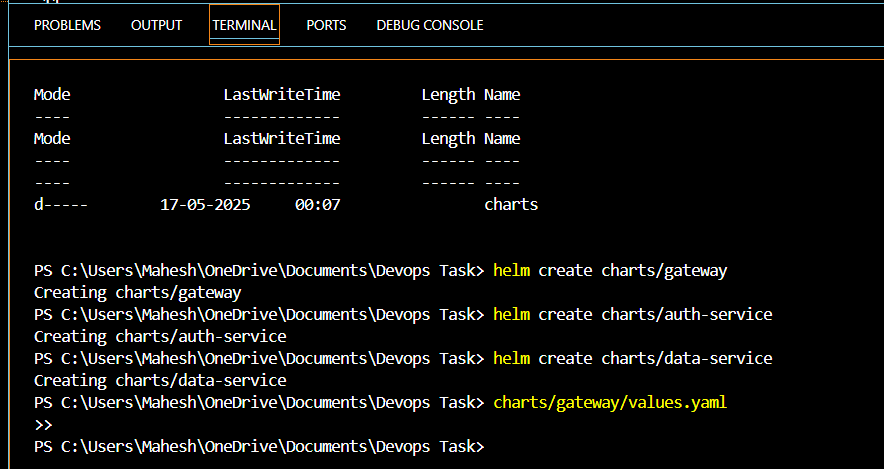 PROBLEMS OUTPUT TERMINAL PORTS DEBUG CONSOLE
Mode LastWriteTime Length Name
---- ------------- ------ ----
Mode LastWriteTime Length Name
---- ------------- ------ ----
---- ------------- ------ ----
d----- 17-05-2025 00:07 charts
PS C:\Users\Mahesh\OneDrive\Documents\Devops Task> helm create charts/gateway
Creating charts/gateway
PS C:\Users\Mahesh\OneDrive\Documents\Devops Task> helm create charts/auth-service
Creating charts/auth-service
PS C:\Users\Mahesh\OneDrive\Documents\Devops Task> helm create charts/data-service
Creating charts/data-service
PS C:\Users\Mahesh\OneDrive\Documents\Devops Task> charts/gateway/values.yaml
>>
PS C:\Users\Mahesh\OneDrive\Documents\Devops Task>